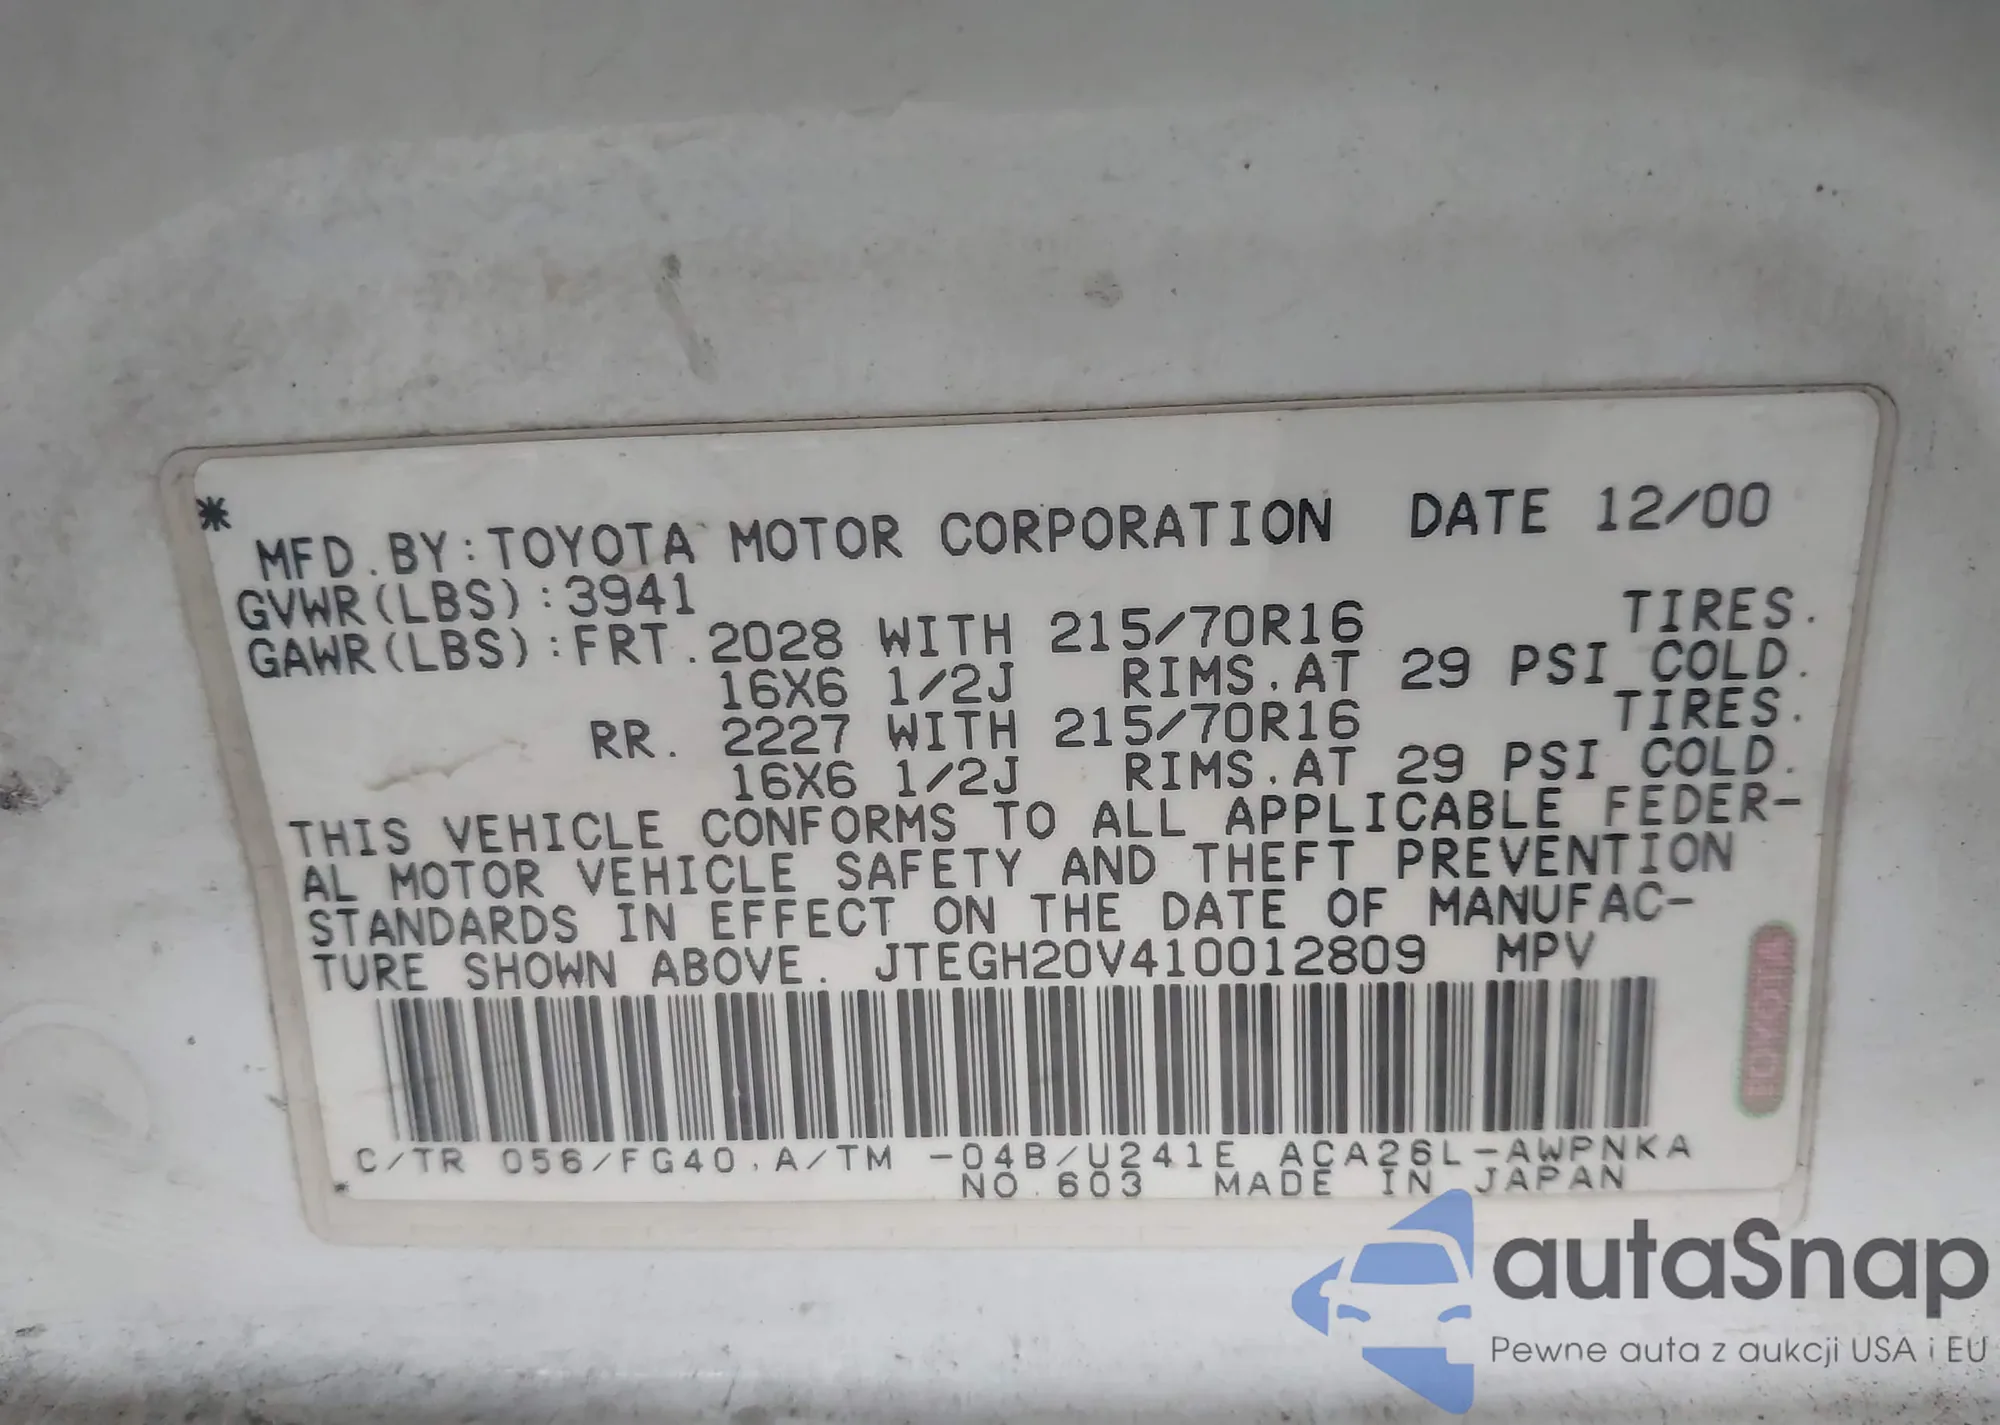 *
MFD.BY:TOYOTA MOTOR CORPORATION DATE 12/00
GVWR(LBS):3941
GAWR(LBS):FRT.2028 WITH 215/70R16 TIRES.
16X6 1/2J RIMS.AT 29 PSI COLD.
RR. 2227 WITH 215/70R16 TIRES.
16X6 1/2J RIMS.AT 29 PSI COLD.
THIS VEHICLE CONFORMS TO ALL APPLICABLE FEDER-
AL MOTOR VEHICLE SAFETY AND THEFT PREVENTION
STANDARDS IN EFFECT ON THE DATE OF MANUFAC-
TURE SHOWN ABOVE. JTEGH20V410012809 MPV
TOYOTA
C/TR 056/FG40.A/TM -04B/U241E ACA26L-AWPNKA
* NO.603 MADE IN JAPAN
autaSnap
Pewne auta z aukcji USA i EU